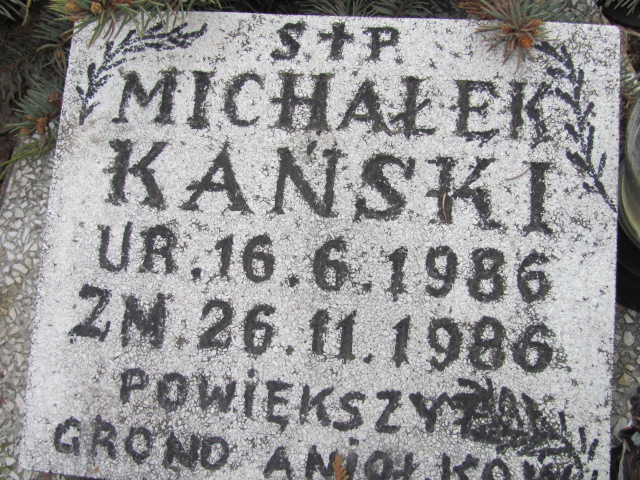 Ś✝P.
MICHAŁEK
KAŃSKI
UR. 16.6.1986
ZM. 26.11.1986
POWIĘKSZYŁ
GRONO ANIOŁKÓW